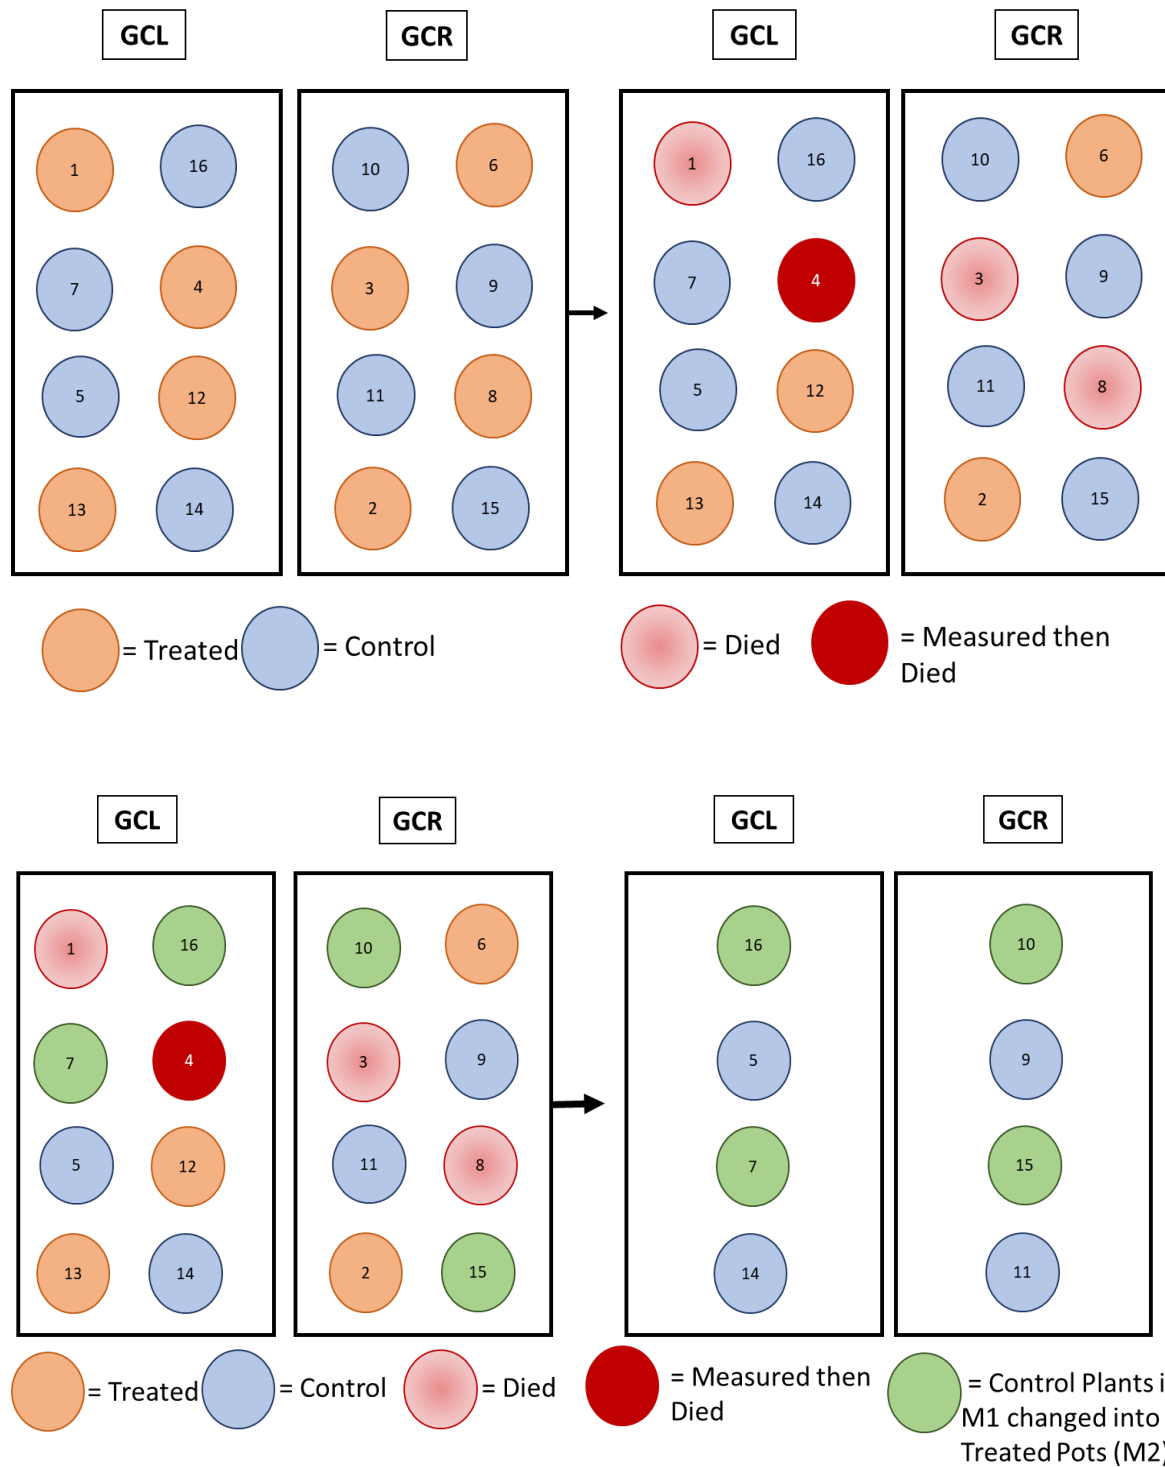 GCL GCR GCL GCR
1 16 10 6 1 16 10 6
7 4 3 9 7 4 3 9
5 12 11 8 5 12 11 8
13 14 2 15 13 14 2 15
= Treated = Control = Died = Measured then
Died
GCL GCR GCL GCR
1 16 10 6 16 10
7 4 3 9 5 9
5 12 11 8 7 15
13 14 2 15 14 11
= Treated = Control = Died = Measured then
Died
= Control Plants i
M1 changed into
Treated Pots (M2)